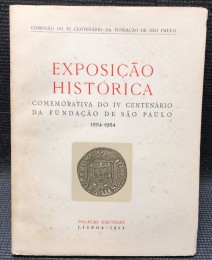 COMISSÃO DO IV CENTENÁRIO DA FUNDAÇÃO DE SÃO PAULO
EXPOSIÇÃO
HISTÓRICA
COMEMORATIVA DO IV CENTENÁRIO
DA FUNDAÇÃO DE SÃO PAULO
1554-1954
PALÁCIO GALVEIAS
LISBOA - 1954